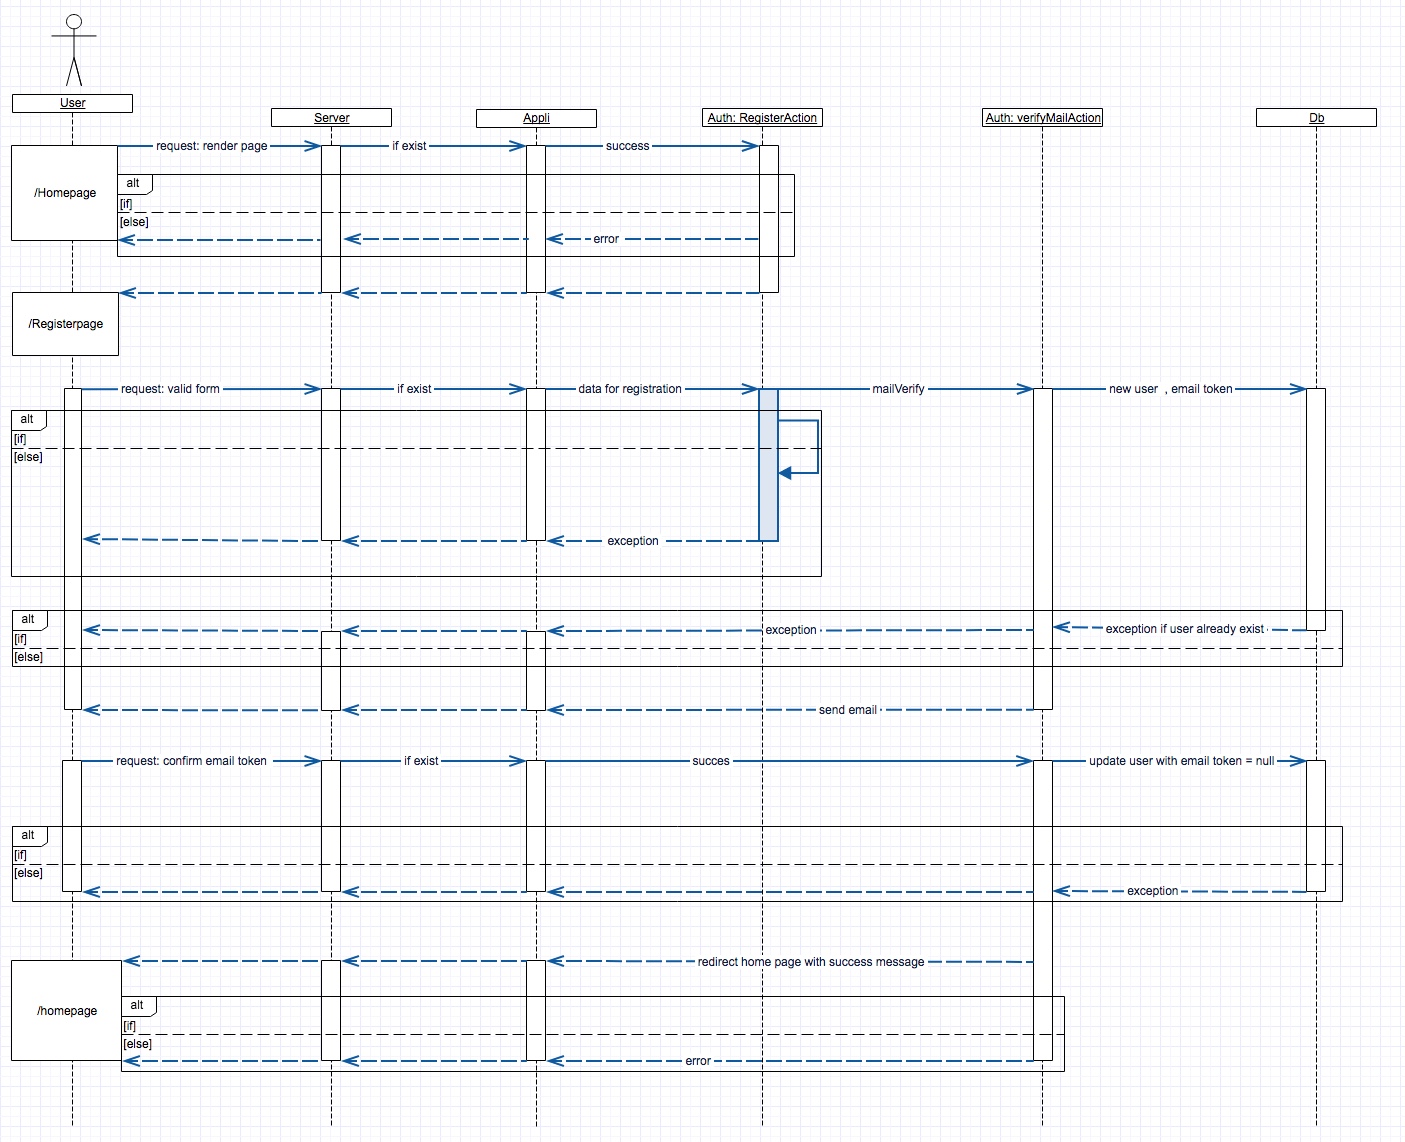 User
Server
Appli
Auth: RegisterAction
Auth: verifyMailAction
Db
request: render page
if exist
success
/Homepage
alt
[if]
[else]
error
/Registerpage
request: valid form
if exist
data for registration
mailVerify
new user , email token
alt
[if]
[else]
exception
alt
[if]
[else]
exception
exception if user already exist
send email
request: confirm email token
if exist
succes
update user with email token = null
alt
[if]
[else]
exception
redirect home page with success message
/homepage
alt
[if]
[else]
error